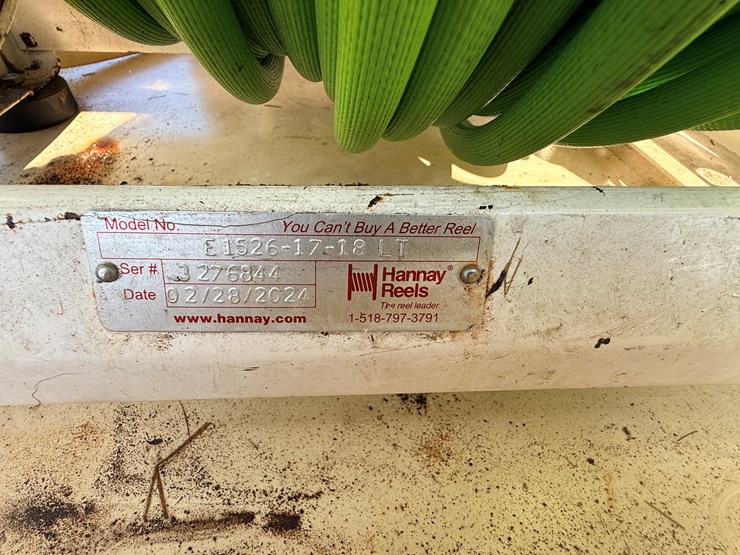 Model No. You Can't Buy A Better Reel
E1526-17-18 LT
Ser # 3276844
Date 02/28/2024
Hannay®
Reels
The reel leader.
www.hannay.com 1-518-797-3791